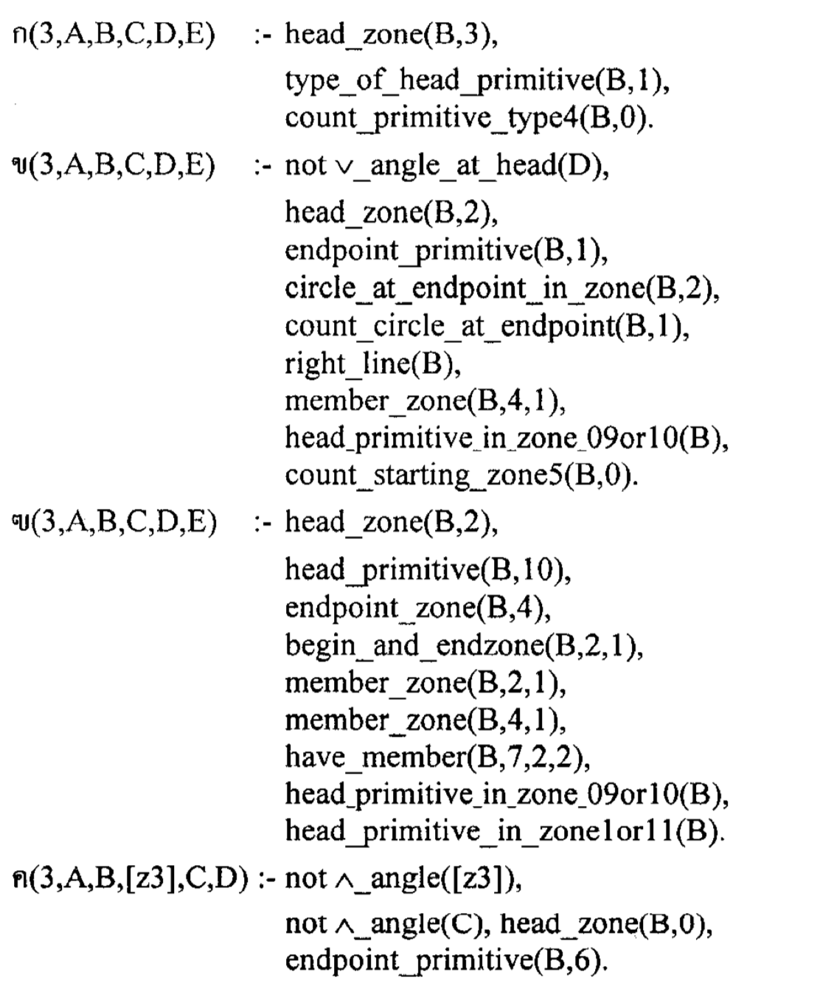 ก(3,A,B,C,D,E) :- head_zone(B,3),
type_of_head_primitive(B,1),
count_primitive_type4(B,0).
ข(3,A,B,C,D,E) :- not ∨_angle_at_head(D),
head_zone(B,2),
endpoint_primitive(B,1),
circle_at_endpoint_in_zone(B,2),
count_circle_at_endpoint(B,1),
right_line(B),
member_zone(B,4,1),
head_primitive_in_zone_09or10(B),
count_starting_zone5(B,0).
ฃ(3,A,B,C,D,E) :- head_zone(B,2),
head_primitive(B,10),
endpoint_zone(B,4),
begin_and_endzone(B,2,1),
member_zone(B,2,1),
member_zone(B,4,1),
have_member(B,7,2,2),
head_primitive_in_zone_09or10(B),
head_primitive_in_zone1or11(B).
ค(3,A,B,[z3],C,D) :- not ∧_angle([z3]),
not ∧_angle(C), head_zone(B,0),
endpoint_primitive(B,6).